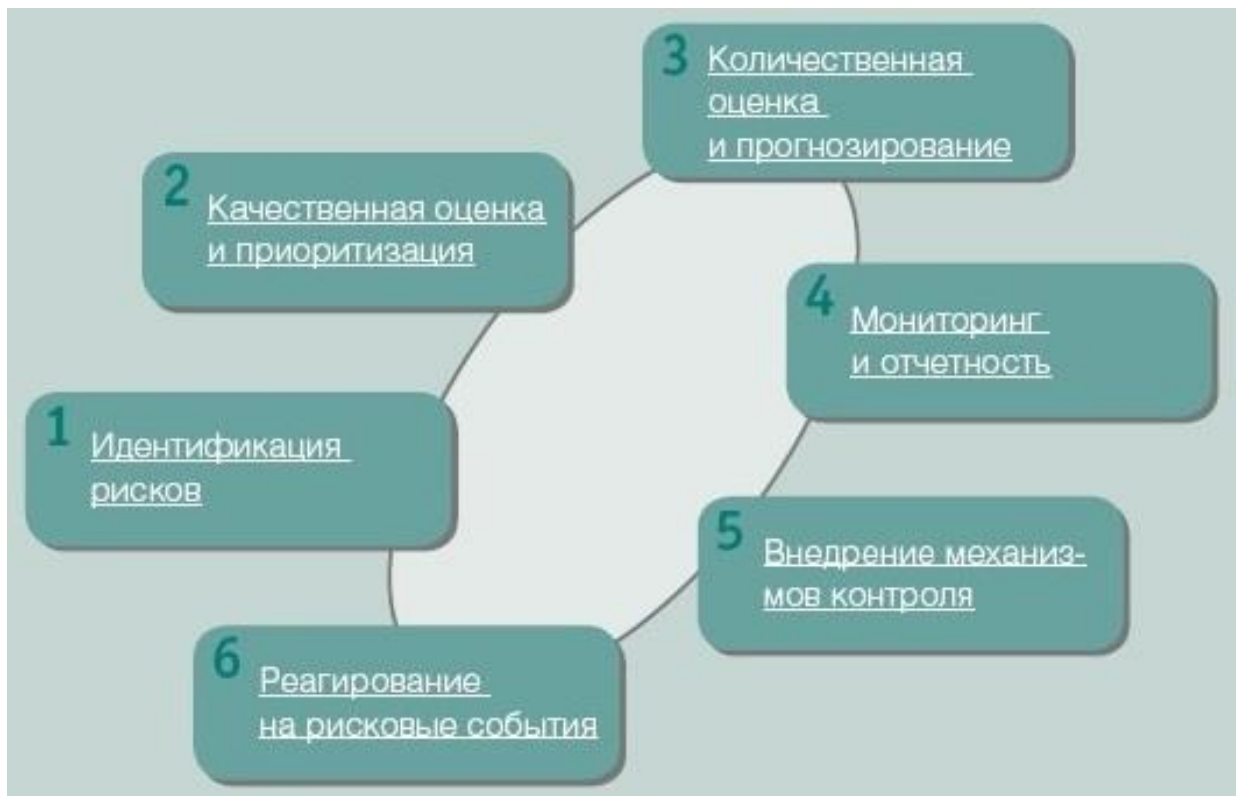 1
Идентификация
рисков
2
Качественная оценка
и приоритизация
3
Количественная
оценка
и прогнозирование
4
Мониторинг
и отчетность
5
Внедрение механиз-
мов контроля
6
Реагирование
на рисковые события